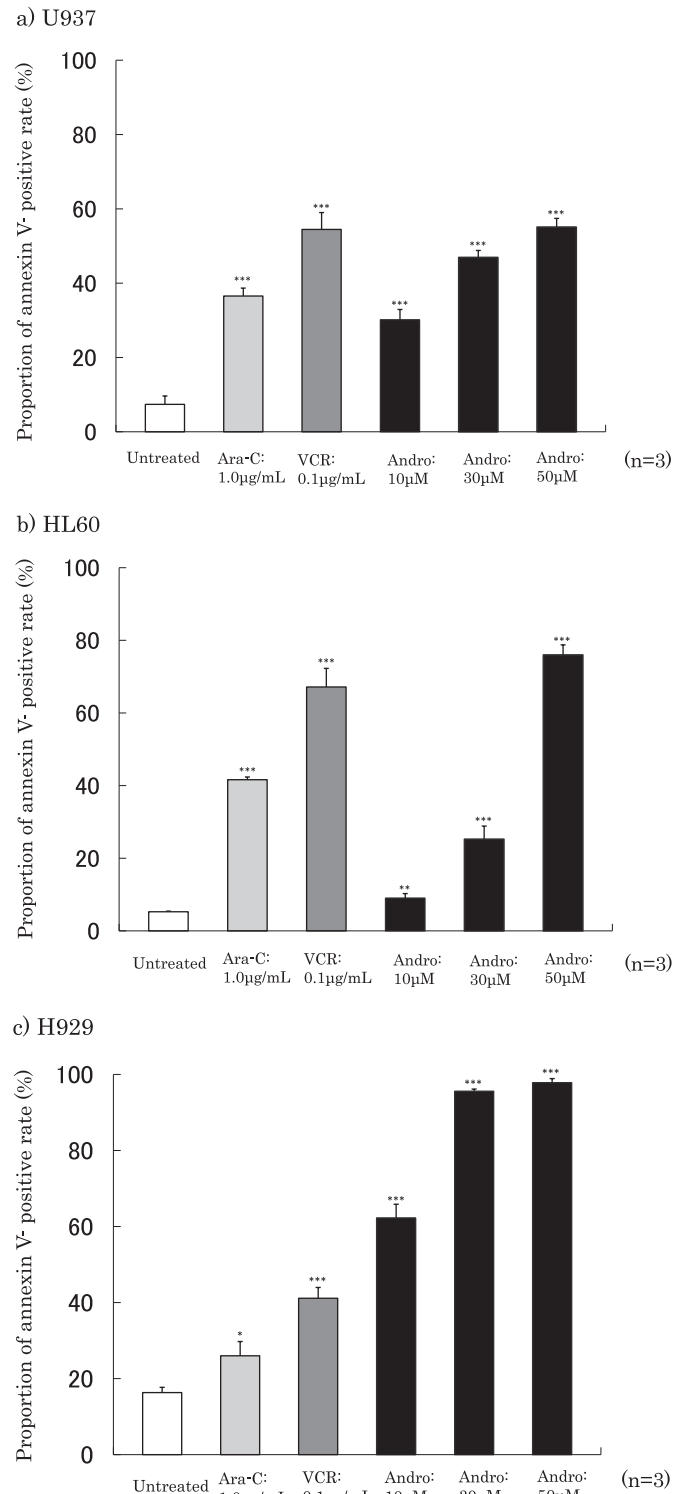 a) U937
Proportion of annexin V- positive rate (%)
100
80
60
40
20
0
***
***
***
***
***
Untreated
Ara-C:
1.0μg/mL
VCR:
0.1μg/mL
Andro:
10μM
Andro:
30μM
Andro:
50μM
(n=3)
b) HL60
Proportion of annexin V- positive rate (%)
100
80
60
40
20
0
***
***
**
***
***
Untreated
Ara-C:
1.0μg/mL
VCR:
0.1μg/mL
Andro:
10μM
Andro:
30μM
Andro:
50μM
(n=3)
c) H929
Proportion of annexin V- positive rate (%)
100
80
60
40
20
0
*
***
***
***
***
Untreated
Ara-C:
VCR:
Andro:
Andro:
Andro:
(n=3)